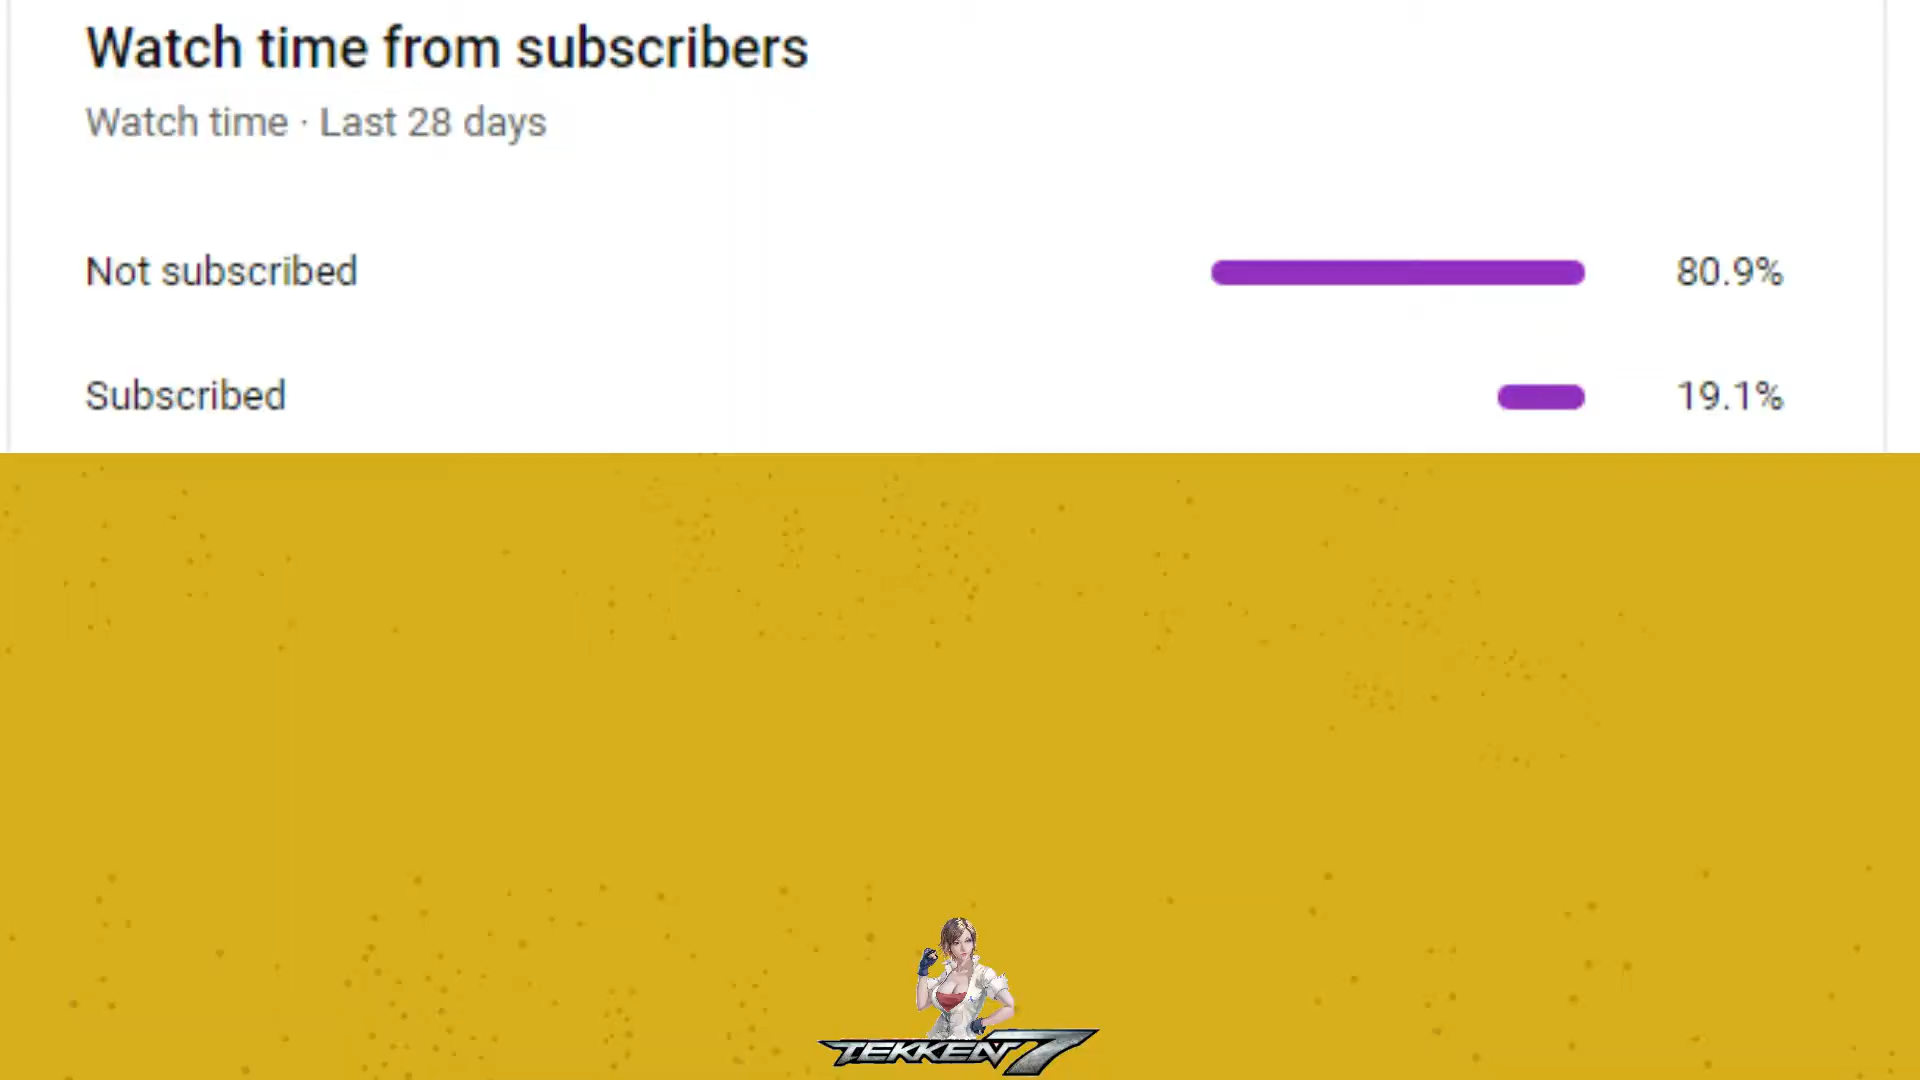 Watch time from subscribers
Watch time · Last 28 days
Not subscribed 80.9%
Subscribed 19.1%
TEKKEN 7